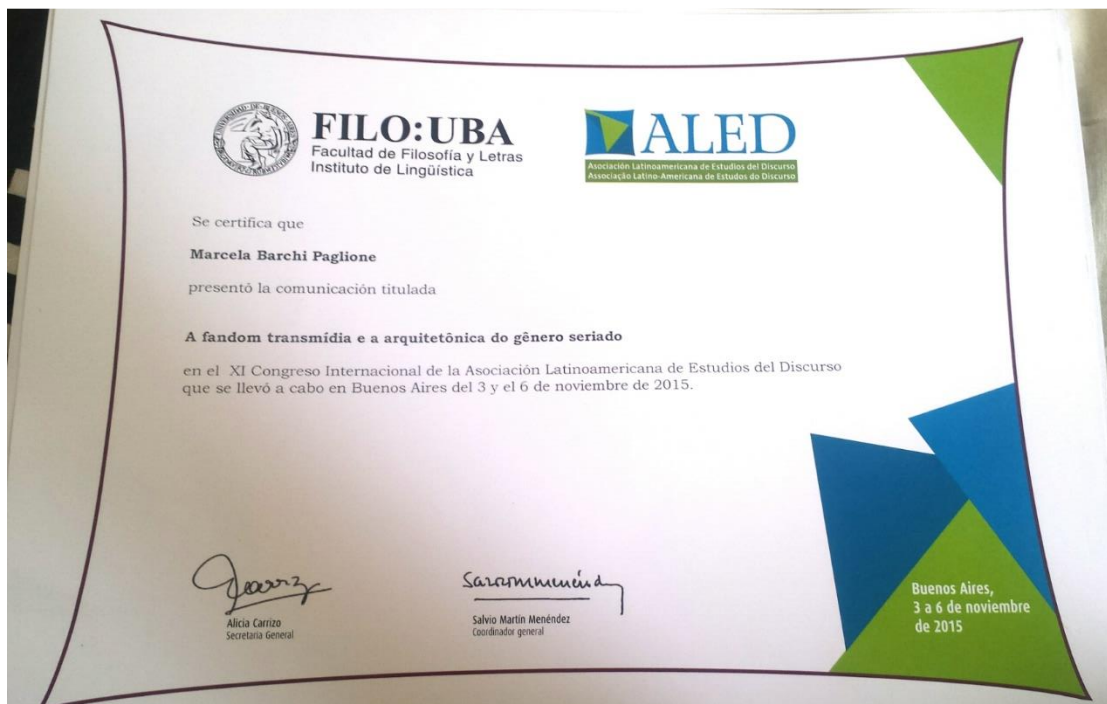 FILO:UBA
Facultad de Filosofía y Letras
Instituto de Lingüística
ALED
Asociación Latinoamericana de Estudios del Discurso
Associação Latino-Americana de Estudos do Discurso
Se certifica que
Marcela Barchi Paglione
presentó la comunicación titulada
A fandom transmídia e a arquitetônica do gênero seriado
en el XI Congreso Internacional de la Asociación Latinoamericana de Estudios del Discurso
que se llevó a cabo en Buenos Aires del 3 y el 6 de noviembre de 2015.
Alicia Carrizo
Secretaria General
Salvio Martín Menéndez
Coordinador general
Buenos Aires,
3 a 6 de noviembre
de 2015